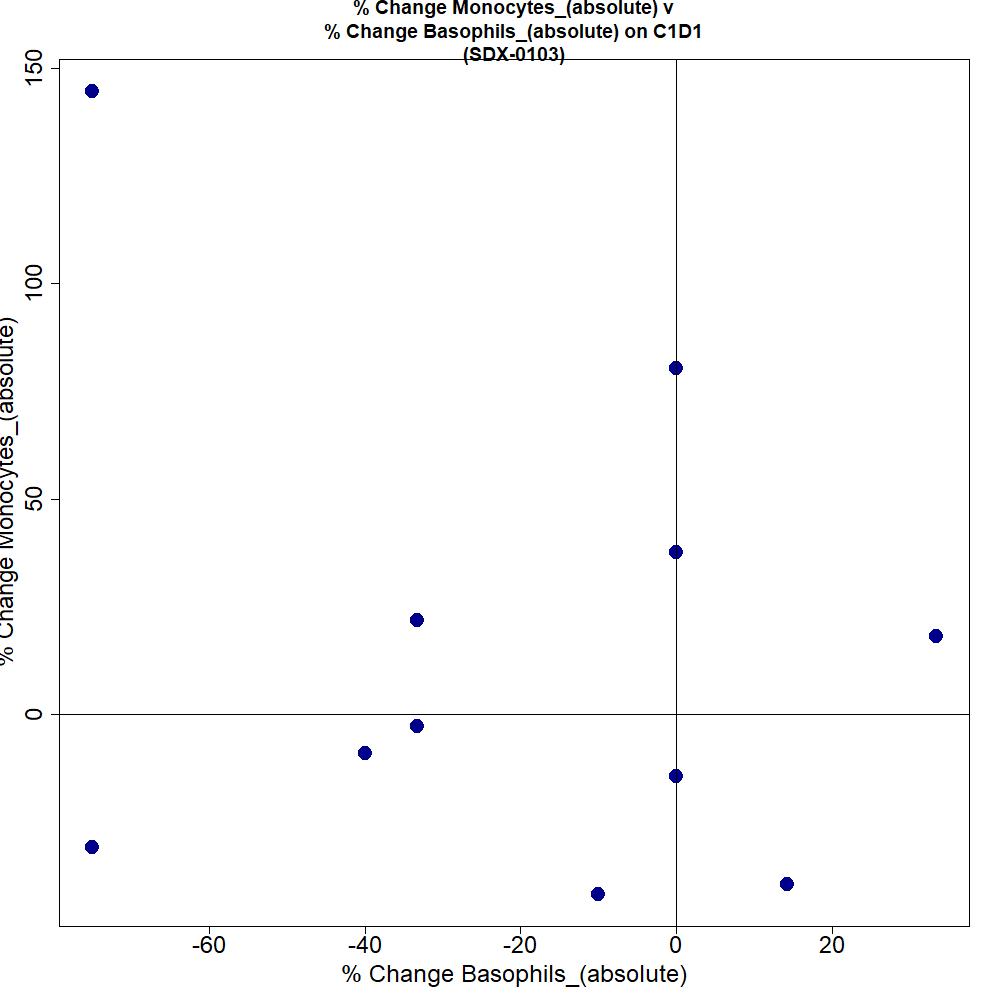 % Change Monocytes_(absolute) v
% Change Basophils_(absolute) on C1D1
(SDX-0103)
150
100
50
0
% Change Monocytes_(absolute)
-60
-40
-20
0
20
% Change Basophils_(absolute)